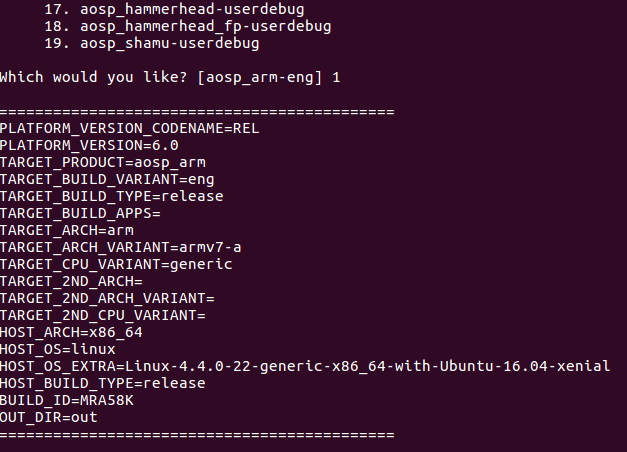 17. aosp_hammerhead-userdebug
18. aosp_hammerhead_fp-userdebug
19. aosp_shamu-userdebug
Which would you like? [aosp_arm-eng] 1
============================================
PLATFORM_VERSION_CODENAME=REL
PLATFORM_VERSION=6.0
TARGET_PRODUCT=aosp_arm
TARGET_BUILD_VARIANT=eng
TARGET_BUILD_TYPE=release
TARGET_BUILD_APPS=
TARGET_ARCH=arm
TARGET_ARCH_VARIANT=armv7-a
TARGET_CPU_VARIANT=generic
TARGET_2ND_ARCH=
TARGET_2ND_ARCH_VARIANT=
TARGET_2ND_CPU_VARIANT=
HOST_ARCH=x86_64
HOST_OS=linux
HOST_OS_EXTRA=Linux-4.4.0-22-generic-x86_64-with-Ubuntu-16.04-xenial
HOST_BUILD_TYPE=release
BUILD_ID=MRA58K
OUT_DIR=out
============================================